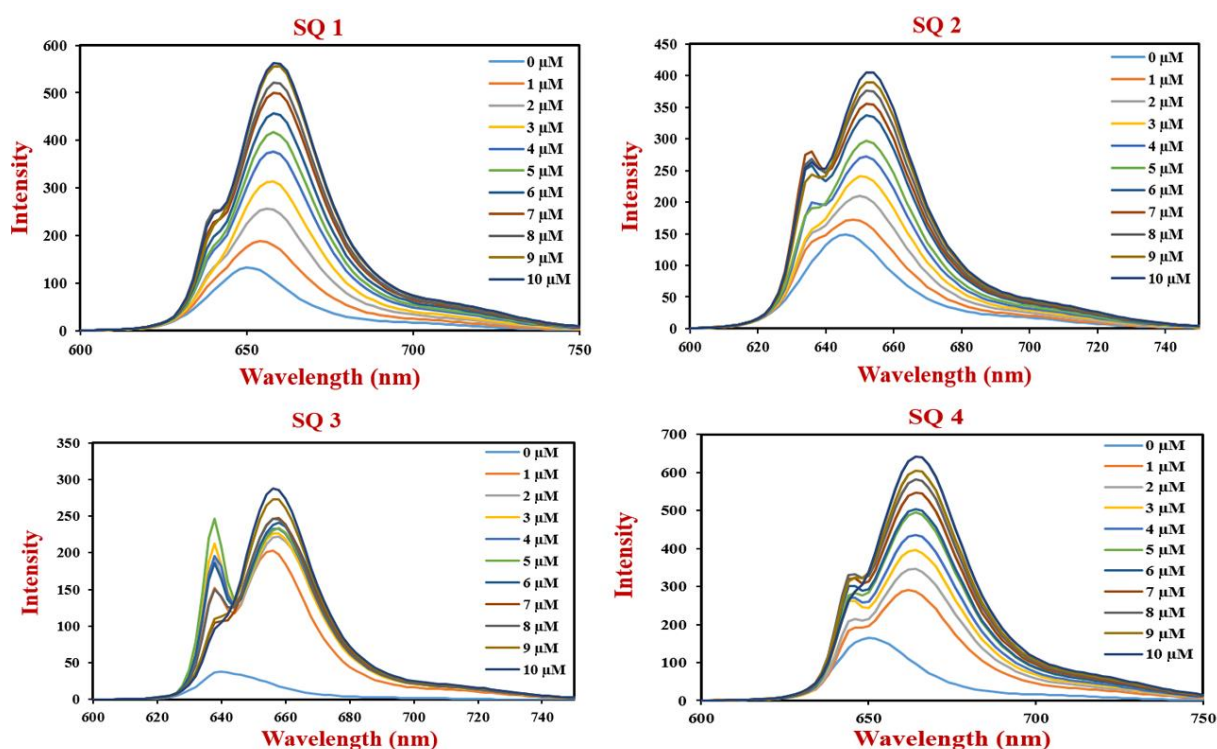 SQ 1
600
500
400
300
200
100
0
600
650
700
750
Intensity
Wavelength (nm)
0 µM
1 µM
2 µM
3 µM
4 µM
5 µM
6 µM
7 µM
8 µM
9 µM
10 µM
SQ 2
450
400
350
300
250
200
150
100
50
0
600
620
640
660
680
700
720
740
Intensity
Wavelength (nm)
0 µM
1 µM
2 µM
3 µM
4 µM
5 µM
6 µM
7 µM
8 µM
9 µM
10 µM
SQ 3
350
300
250
200
150
100
50
0
600
620
640
660
680
700
720
740
Intensity
Wavelength (nm)
0 µM
1 µM
2 µM
3 µM
4 µM
5 µM
6 µM
7 µM
8 µM
9 µM
10 µM
SQ 4
700
600
500
400
300
200
100
0
600
650
700
750
Intensity
Wavelength (nm)
0 µM
1 µM
2 µM
3 µM
4 µM
5 µM
6 µM
7 µM
8 µM
9 µM
10 µM